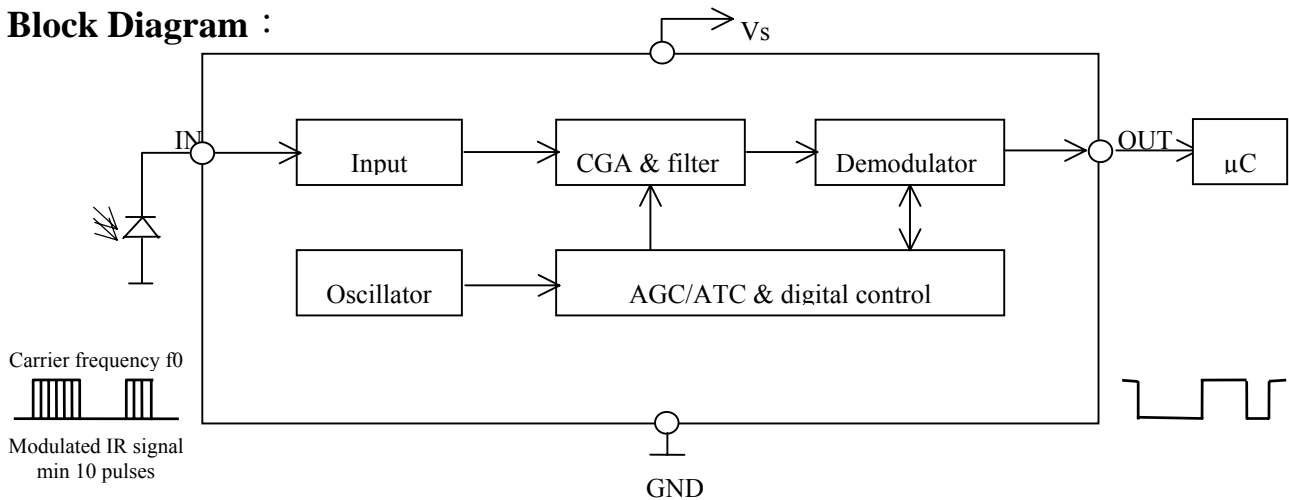 Block Diagram：
Vs
IN
Input
CGA & filter
Demodulator
OUT
µC
Oscillator
AGC/ATC & digital control
Carrier frequency f0
Modulated IR signal
min 10 pulses
GND